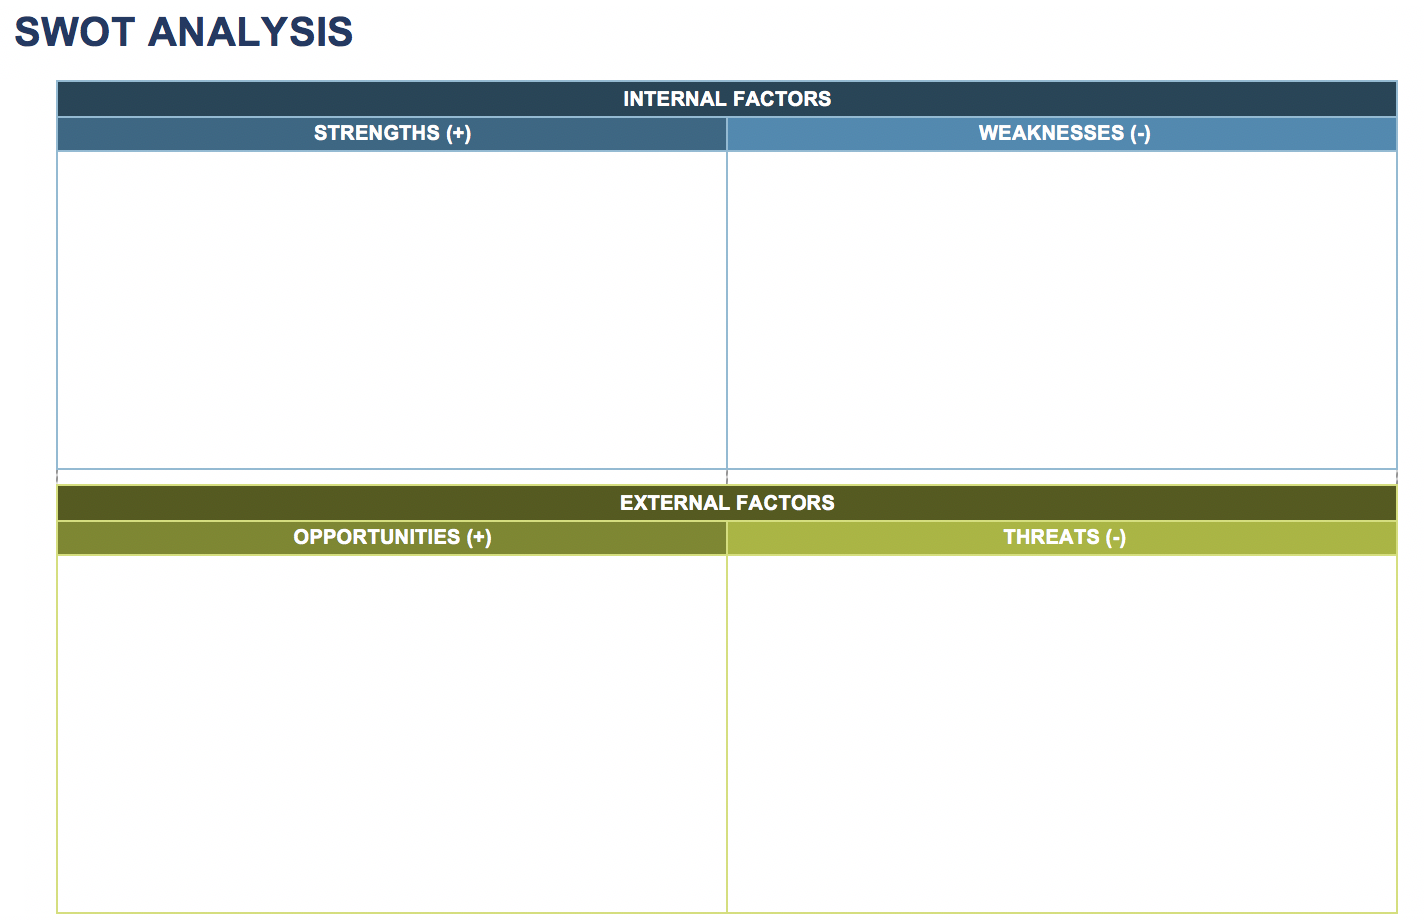 SWOT ANALYSIS
INTERNAL FACTORS
STRENGTHS (+)
WEAKNESSES (-)
EXTERNAL FACTORS
OPPORTUNITIES (+)
THREATS (-)